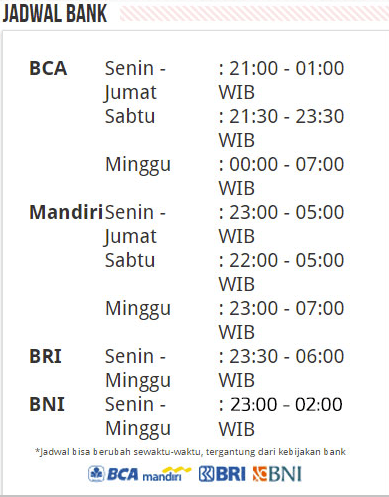 JADWAL BANK
BCA Senin - : 21:00 - 01:00
Jumat WIB
Sabtu : 21:30 - 23:30
WIB
Minggu : 00:00 - 07:00
WIB
Mandiri Senin - : 23:00 - 05:00
Jumat WIB
Sabtu : 22:00 - 05:00
WIB
Minggu : 23:00 - 07:00
WIB
BRI Senin - : 23:30 - 06:00
Minggu WIB
BNI Senin - : 23:00 - 02:00
Minggu WIB
*Jadwal bisa berubah sewaktu-waktu, tergantung dari kebijakan bank
BCA mandiri BRI BNI